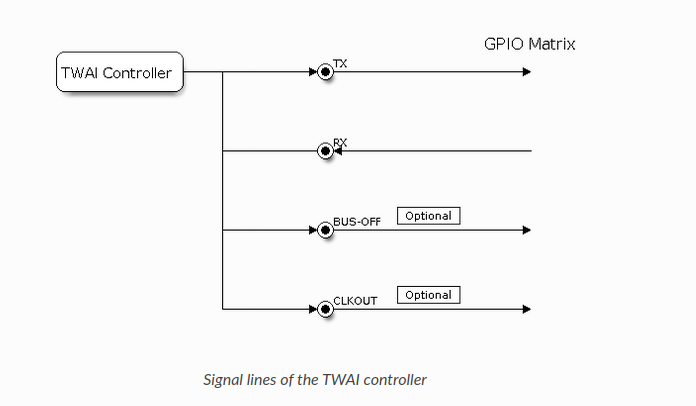 GPIO Matrix
TWAI Controller
TX
RX
BUS-OFF
Optional
CLKOUT
Optional
Signal lines of the TWAI controller